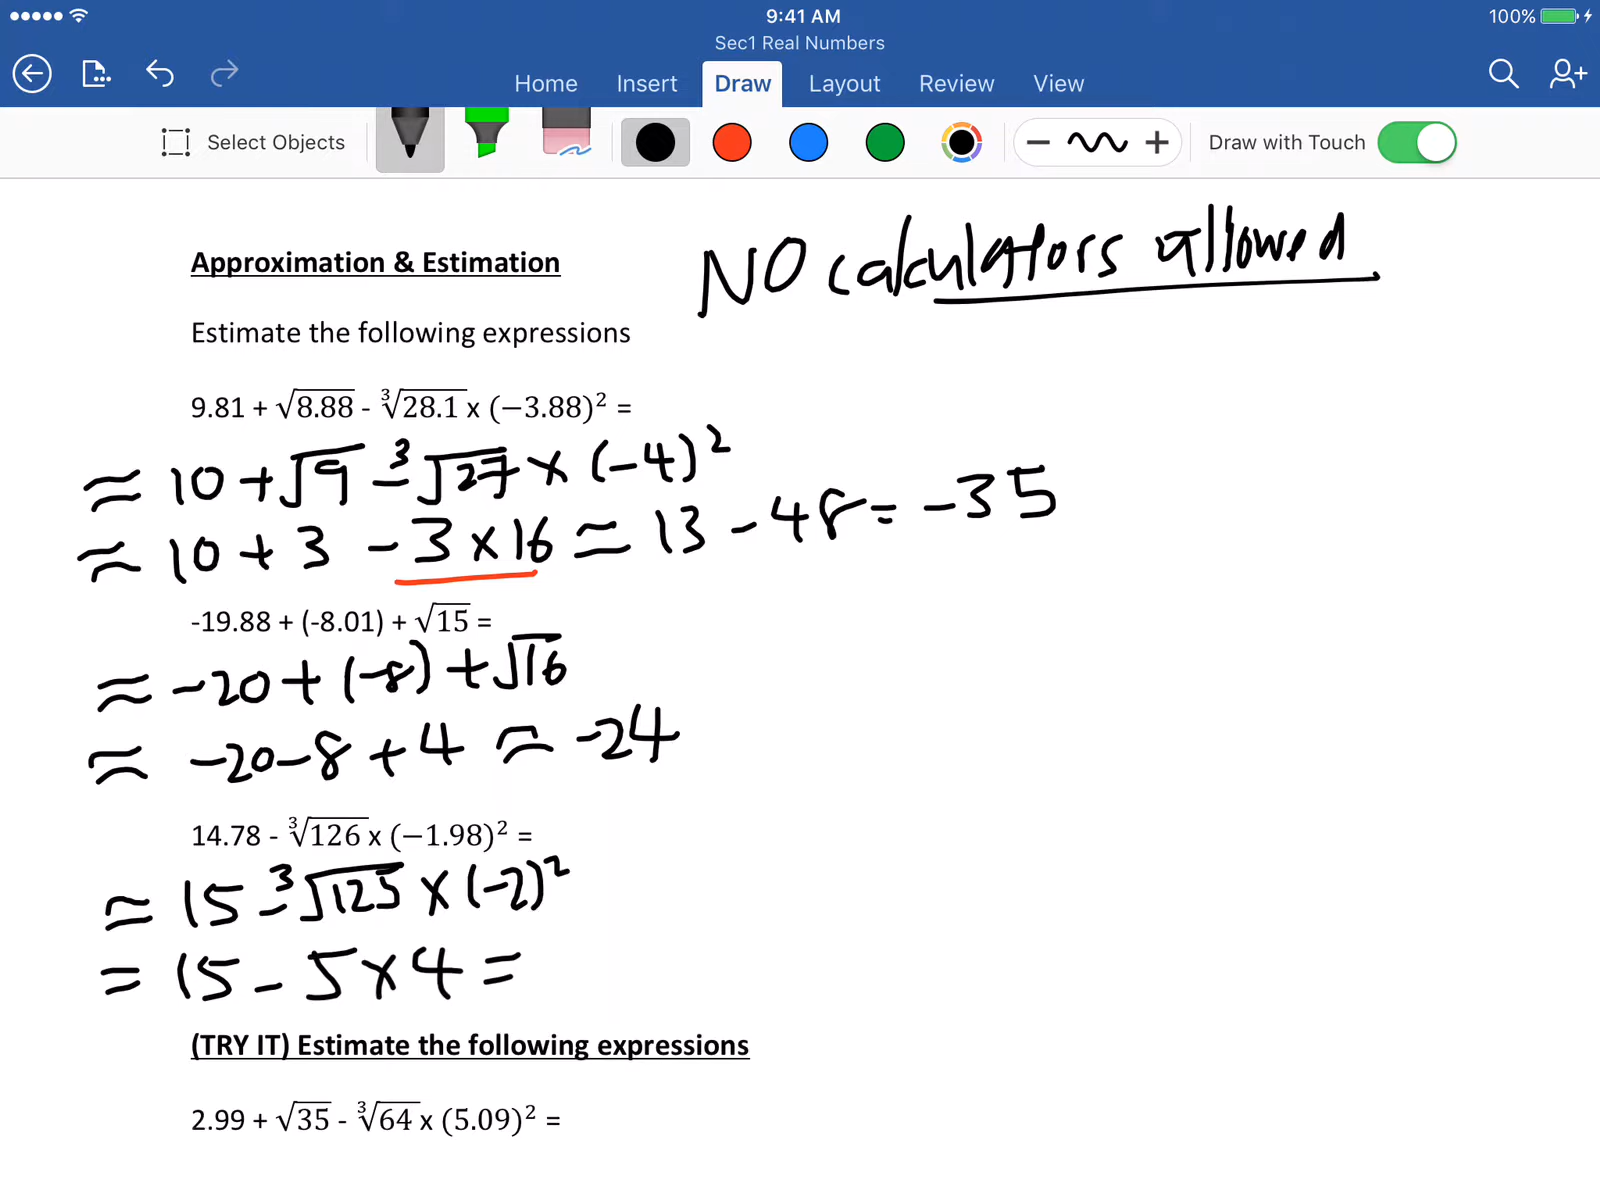 9:41 AM
100%
Sec1 Real Numbers
Home Insert Draw Layout Review View
Select Objects
Draw with Touch
NO calculators allowed
Approximation & Estimation
Estimate the following expressions
9.81 + √8.88 - ∛28.1 x (−3.88)² =
≈ 10 + √9 - ∛27 × (-4)²
≈ 10 + 3 - 3 × 16 ≈ 13 - 48 = -35
-19.88 + (-8.01) + √15 =
≈ -20 + (-8) + √16
≈ -20 - 8 + 4 ≈ -24
14.78 - ∛126 x (−1.98)² =
≈ 15 - ∛125 × (-2)²
= 15 - 5 × 4 =
(TRY IT) Estimate the following expressions
2.99 + √35 - ∛64 x (5.09)² =